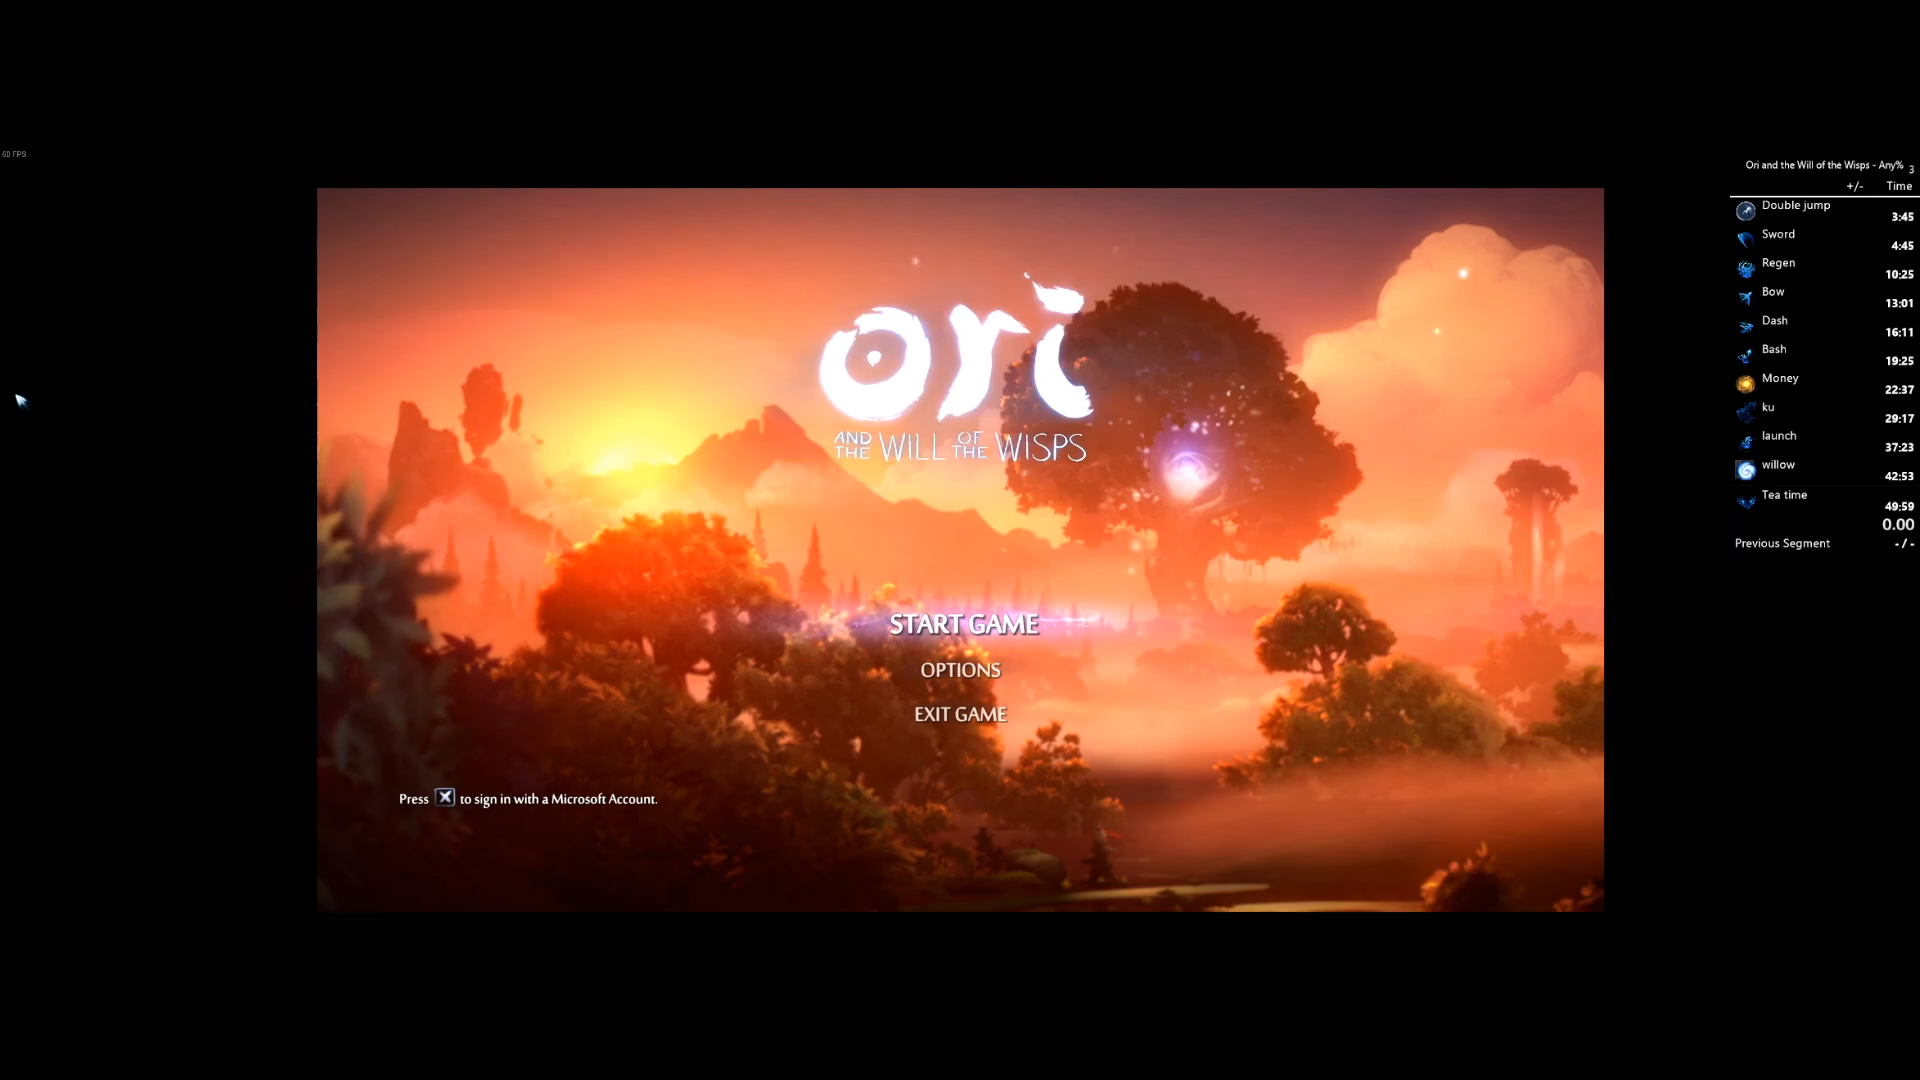 60 FPS
ori
AND THE WILL OF THE WISPS
START GAME
OPTIONS
EXIT GAME
Press X to sign in with a Microsoft Account.
Ori and the Will of the Wisps - Any% 3
+/- Time
Double jump 3:45
Sword 4:45
Regen 10:25
Bow 13:01
Dash 16:11
Bash 19:25
Money 22:37
ku 29:17
launch 37:23
willow 42:53
Tea time 49:59
0.00
Previous Segment - / -